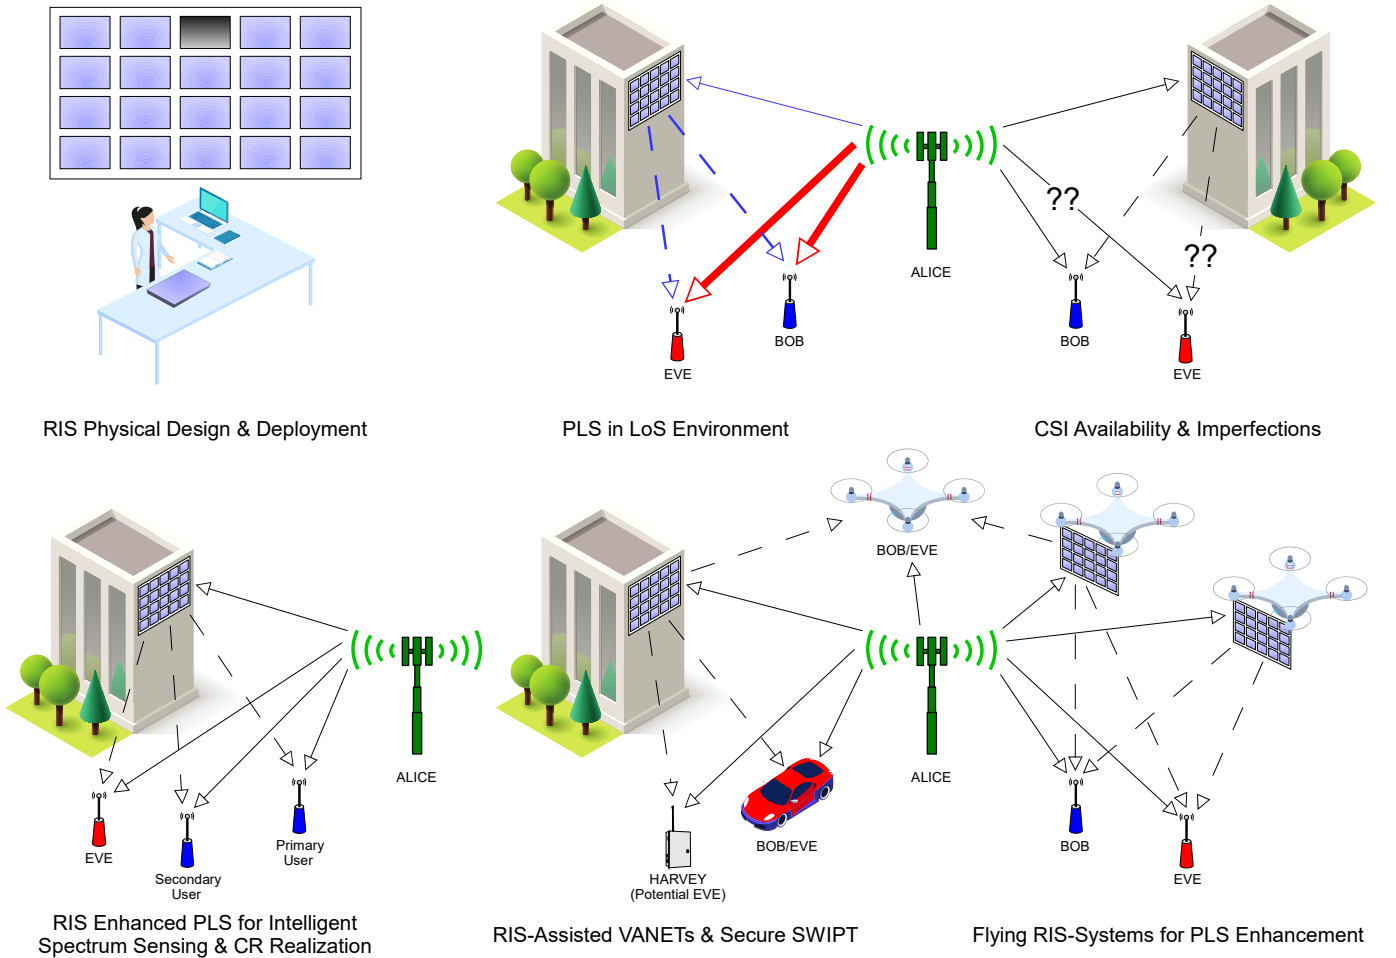 ALICE
??
??
BOB
BOB
EVE
EVE
RIS Physical Design & Deployment
PLS in LoS Environment
CSI Availability & Imperfections
BOB/EVE
ALICE
ALICE
EVE
Primary
User
BOB/EVE
BOB
Secondary
User
HARVEY
(Potential EVE)
EVE
RIS Enhanced PLS for Intelligent
Spectrum Sensing & CR Realization
RIS-Assisted VANETs & Secure SWIPT
Flying RIS-Systems for PLS Enhancement